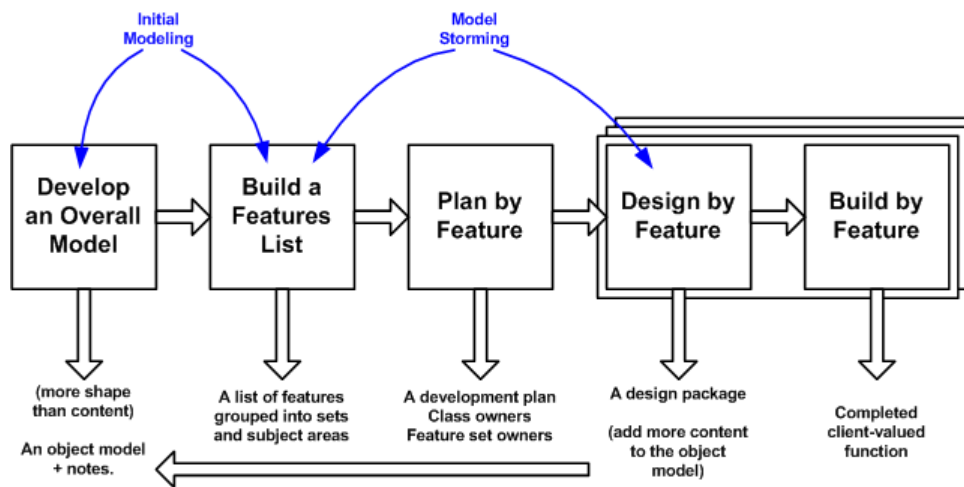 Initial
Modeling
Model
Storming
Develop
an Overall
Model
Build a
Features
List
Plan by
Feature
Design by
Feature
Build by
Feature
(more shape
than content)
An object model
+ notes.
A list of features
grouped into sets
and subject areas
A development plan
Class owners
Feature set owners
A design package
(add more content
to the object
model)
Completed
client-valued
function